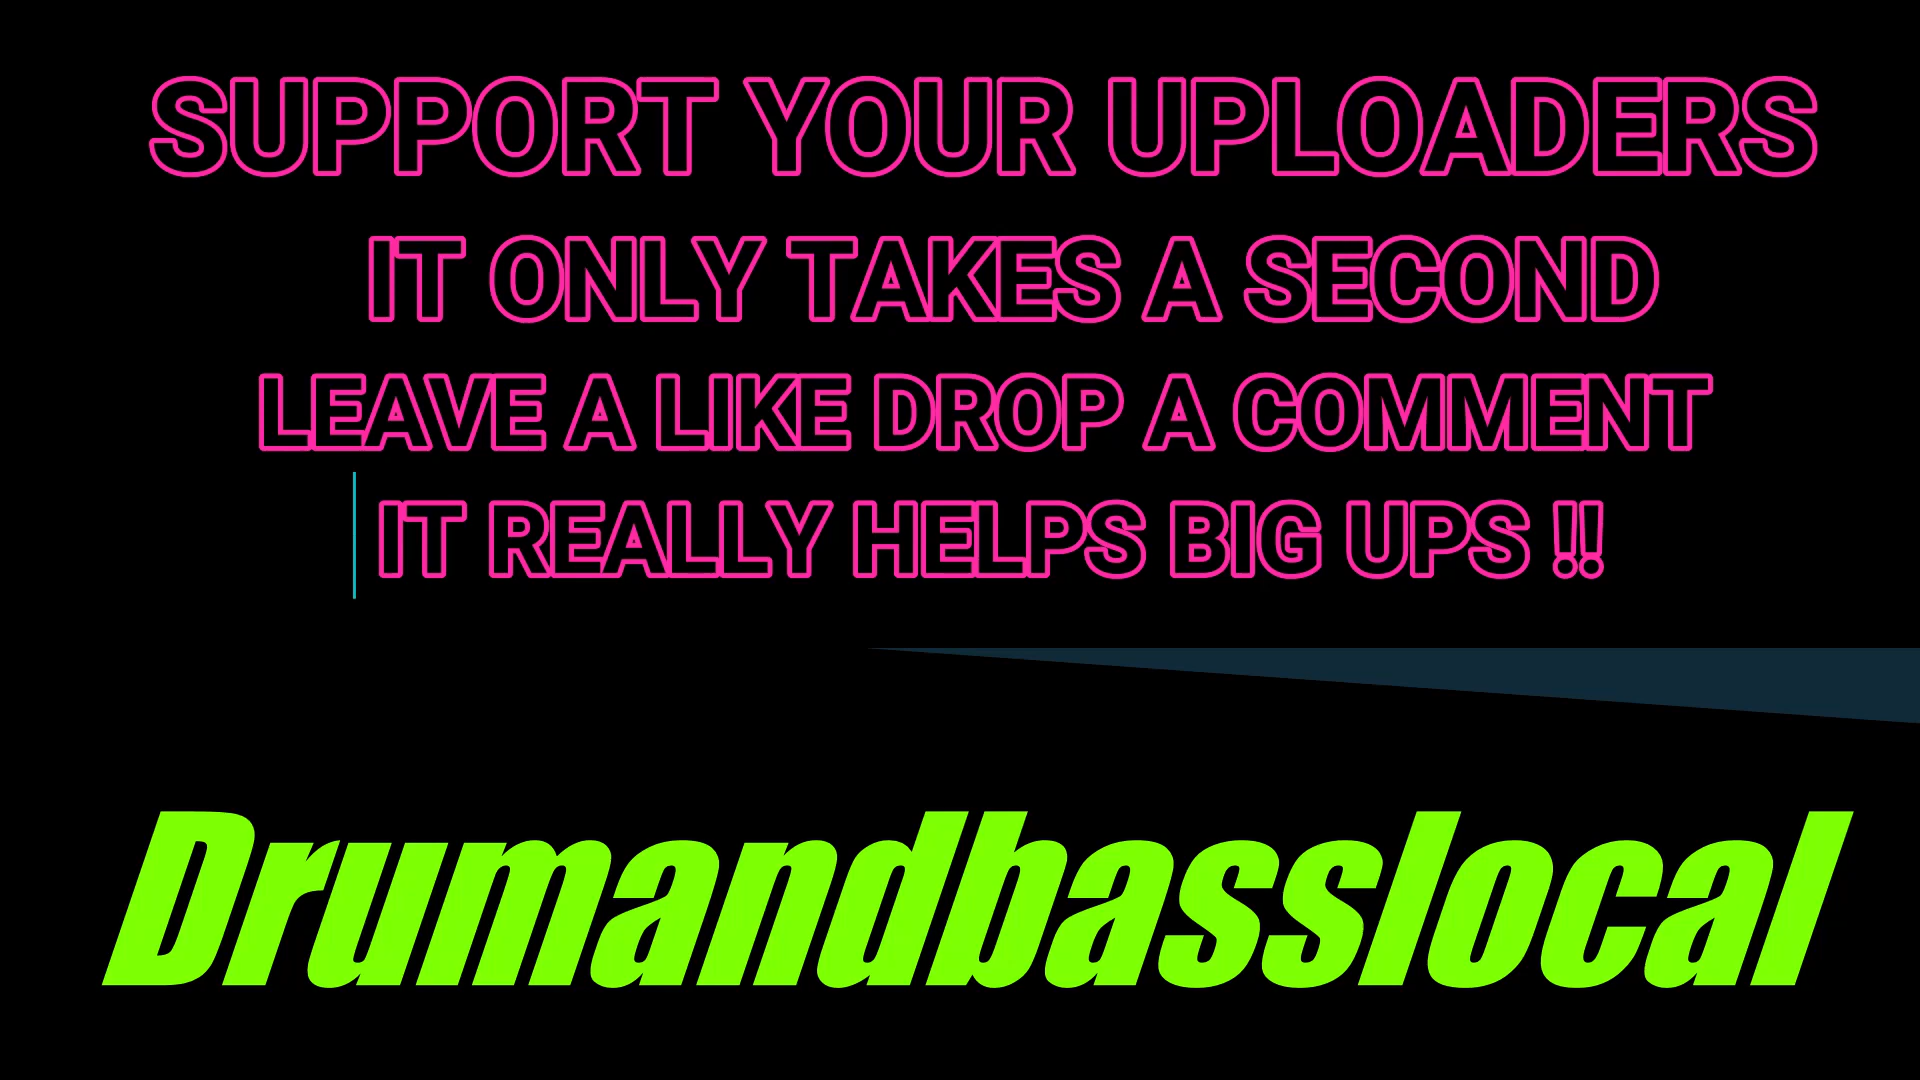 SUPPORT YOUR UPLOADERS
IT ONLY TAKES A SECOND
LEAVE A LIKE DROP A COMMENT
IT REALLY HELPS BIG UPS !!
Drumandbasslocal